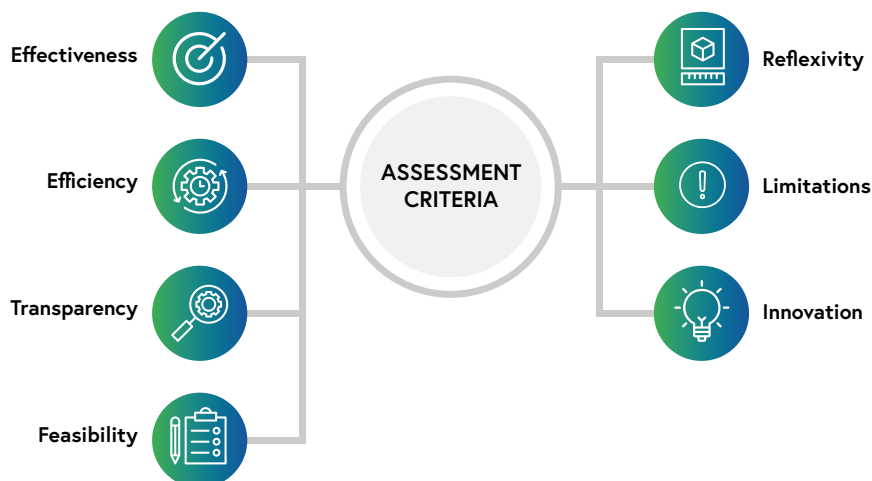 Effectiveness
Efficiency
Transparency
Feasibility
ASSESSMENT
CRITERIA
Reflexivity
Limitations
Innovation